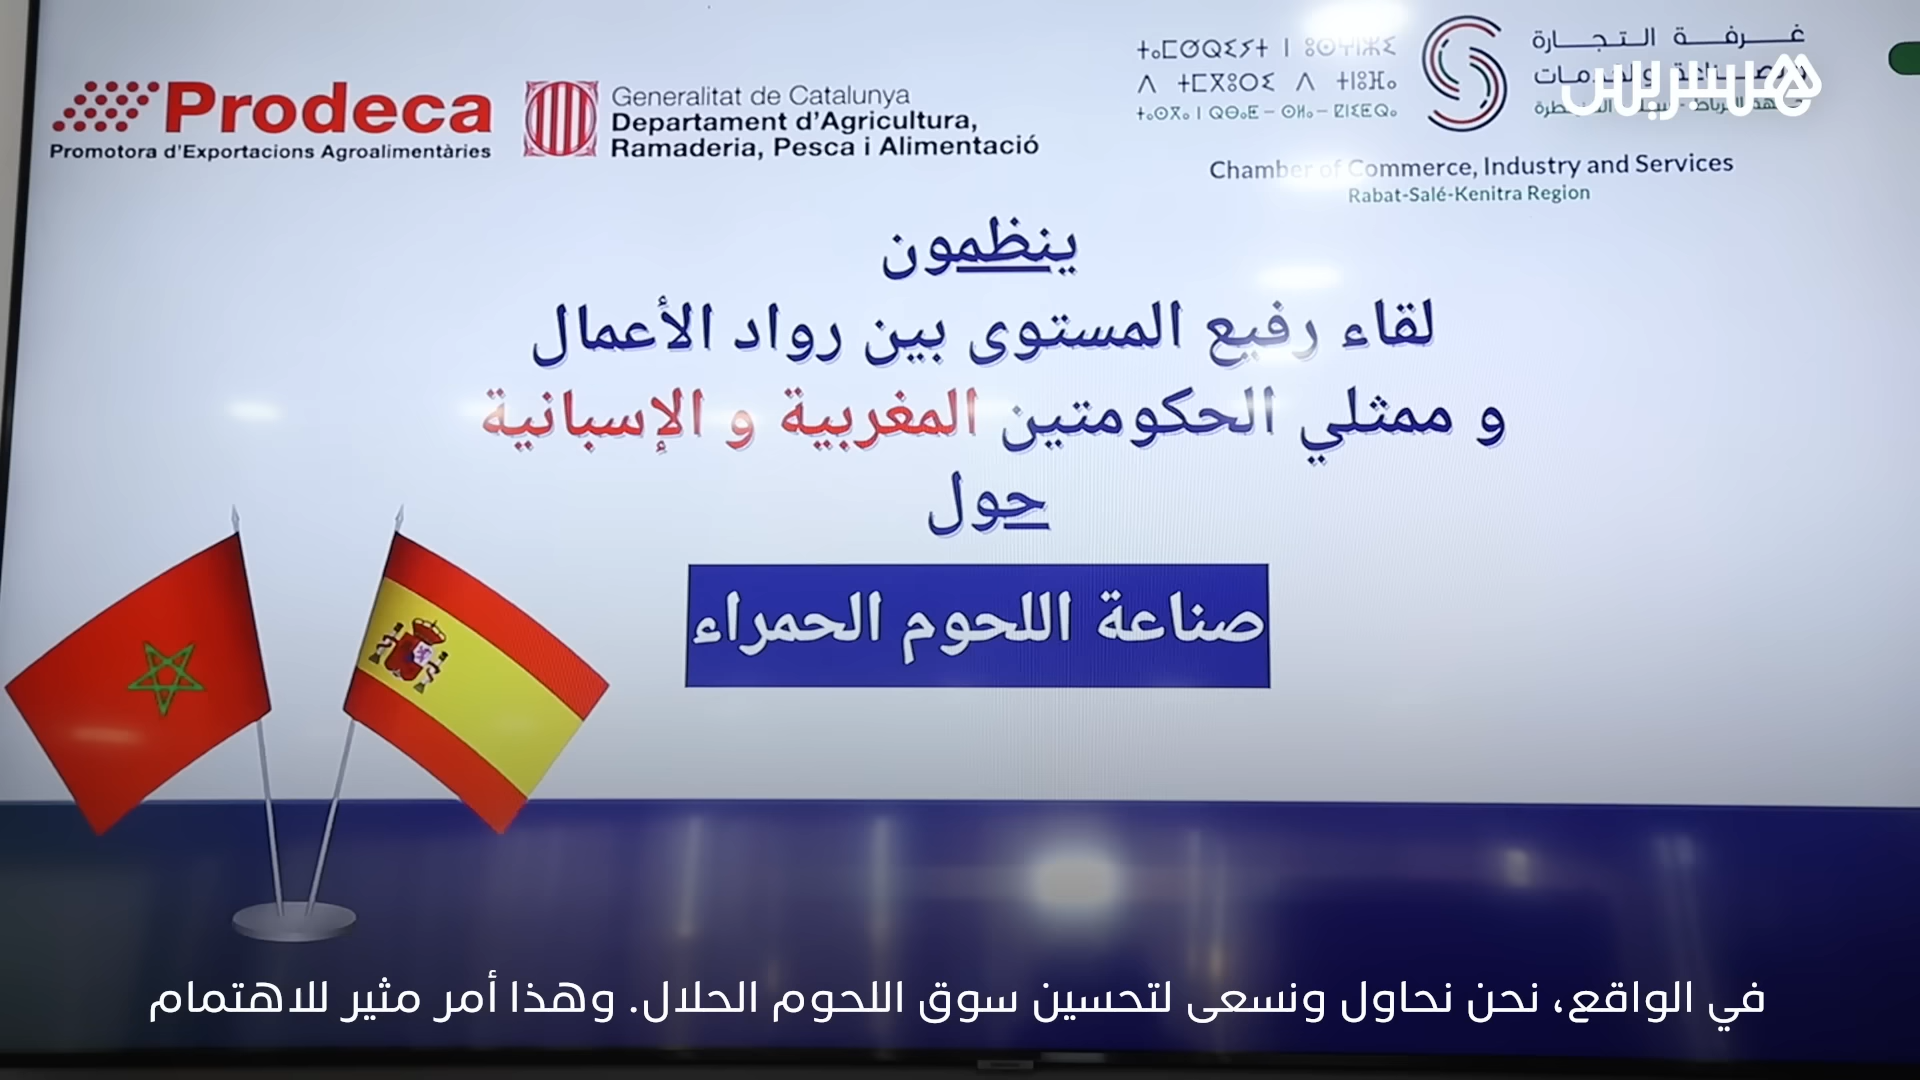 Prodeca
Promotora d'Exportacions Agroalimentàries
Generalitat de Catalunya
Departament d'Agricultura,
Ramaderia, Pesca i Alimentació
غرفة التجارة
هسبريس
Chamber of Commerce, Industry and Services
Rabat-Salé-Kenitra Region
ينظمون
لقاء رفيع المستوى بين رواد الأعمال
و ممثلي الحكومتين المغربية و الإسبانية
حول
صناعة اللحوم الحمراء
في الواقع، نحن نحاول ونسعى لتحسين سوق اللحوم الحلال. وهذا أمر مثير للاهتمام